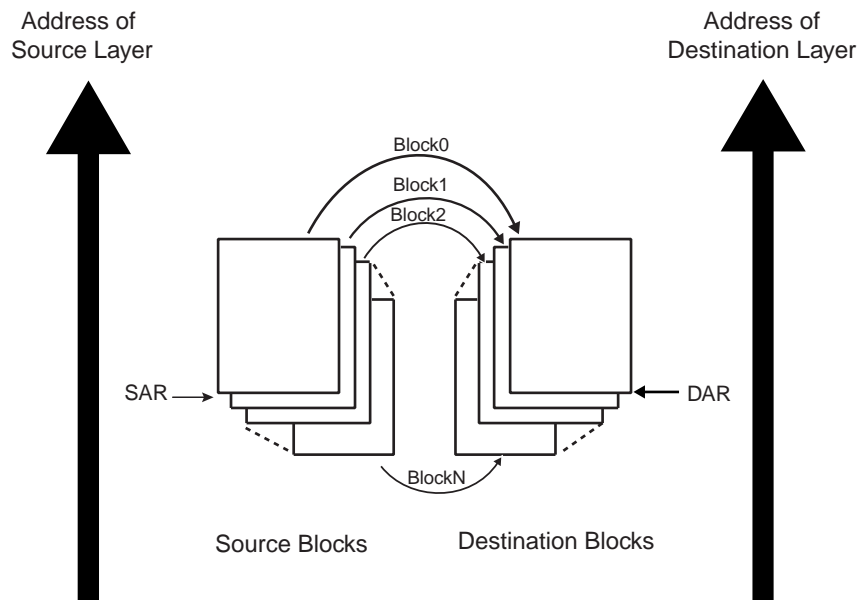 Address of
Source Layer
Address of
Destination Layer
Block0
Block1
Block2
SAR
DAR
BlockN
Source Blocks
Destination Blocks